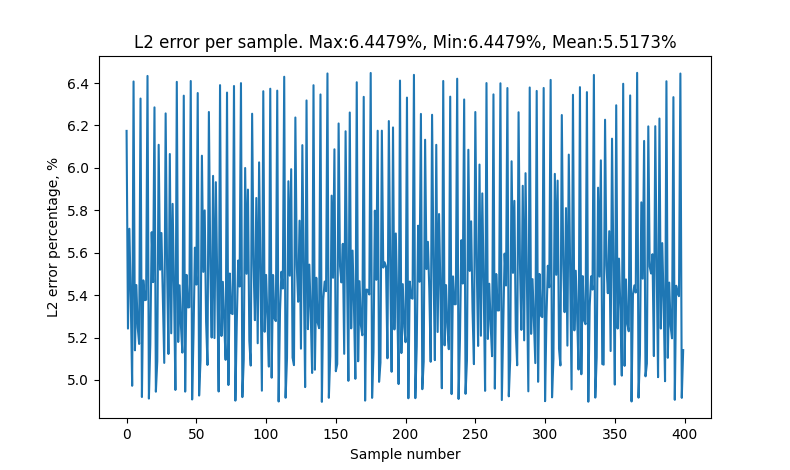 L2 error per sample. Max:6.4479%, Min:6.4479%, Mean:5.5173%
L2 error percentage, %
6.4
6.2
6.0
5.8
5.6
5.4
5.2
5.0
0 50 100 150 200 250 300 350 400
Sample number